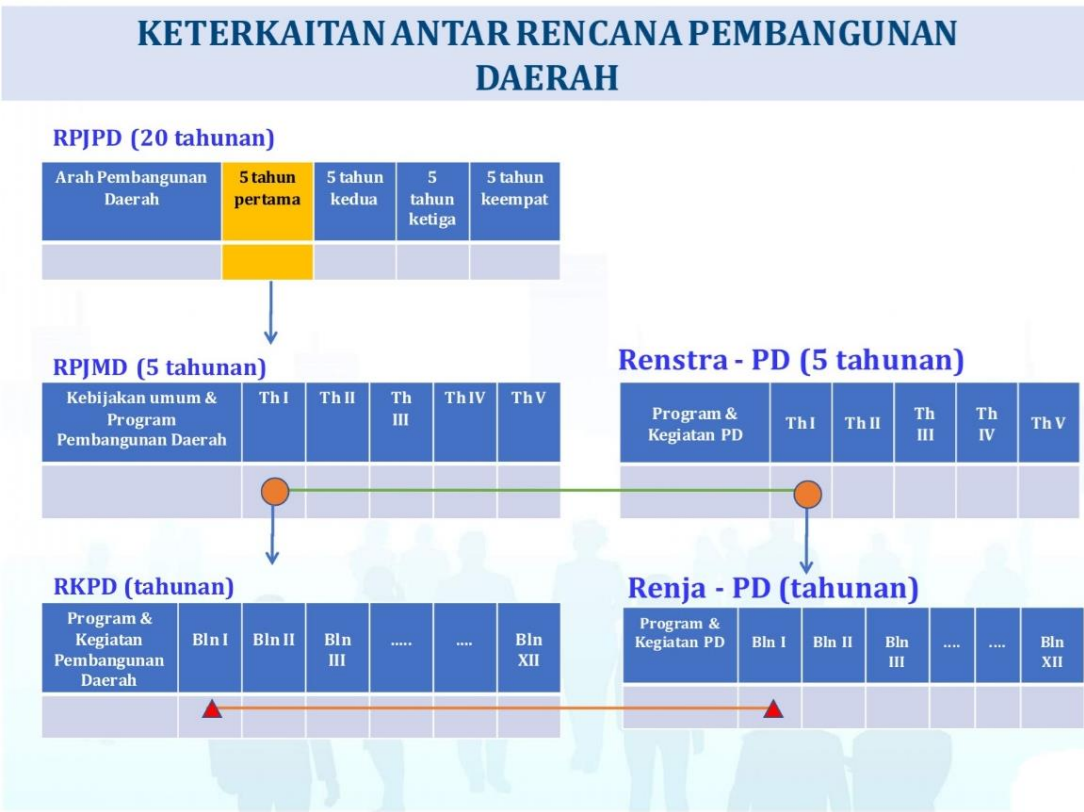 KETERKAITAN ANTAR RENCANA PEMBANGUNAN
DAERAH
RPJPD (20 tahunan)
Arah Pembangunan
Daerah
5 tahun
pertama
5 tahun
kedua
5
tahun
ketiga
5 tahun
keempat
RPJMD (5 tahunan)
Kebijakan umum &
Program
Pembangunan Daerah
Th I
Th II
Th
III
Th IV
Th V
Renstra - PD (5 tahunan)
Program &
Kegiatan PD
Th I
Th II
Th
III
Th
IV
Th V
RKPD (tahunan)
Program &
Kegiatan
Pembangunan
Daerah
Bln I
Bln II
Bln
III
.....
....
Bln
XII
Renja - PD (tahunan)
Program &
Kegiatan PD
Bln I
Bln II
Bln
III
....
....
Bln
XII